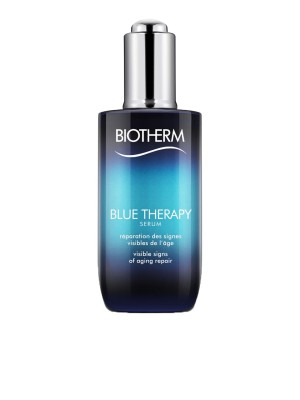 BIOTHERM
BLUE THERAPY
SERUM
réparation des signes
visibles de l'âge
visible signs
of aging repair